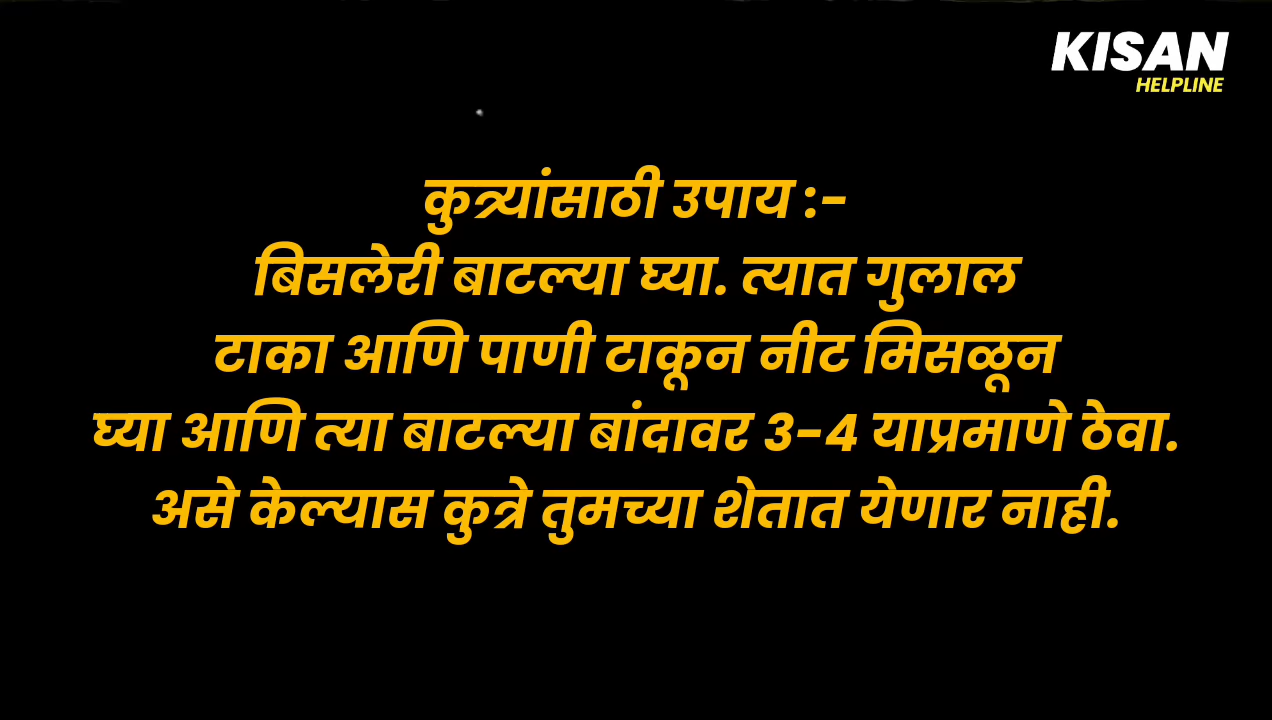 KISAN
HELPLINE
कुत्र्यांसाठी उपाय :-
बिसलेरी बाटल्या घ्या. त्यात गुलाल
टाका आणि पाणी टाकून नीट मिसळून
घ्या आणि त्या बाटल्या बांदावर 3-4 याप्रमाणे ठेवा.
असे केल्यास कुत्रे तुमच्या शेतात येणार नाही.